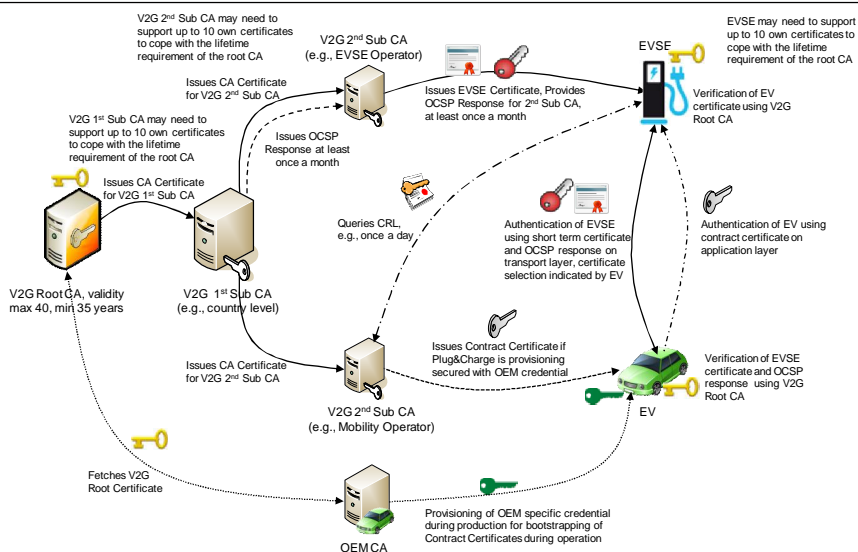 V2G 2nd Sub CA may need to
support up to 10 own certificates
to cope with the lifetime
requirement of the root CA
V2G 2nd Sub CA
(e.g., EVSE Operator)
EVSE may need to support
up to 10 own certificates to
cope with the lifetime
requirement of the root CA
EVSE
Issues CA Certificate
for V2G 2nd Sub CA
Issues EVSE Certificate, Provides
OCSP Response for 2nd Sub CA,
at least once a month
Verification of EV
certificate using V2G
Root CA
V2G 1st Sub CA may need to
support up to 10 own certificates
to cope with the lifetime
requirement of the root CA
Issues OCSP
Response at least
once a month
Issues CA Certificate
for V2G 1st Sub CA
Queries CRL,
e.g., once a day
Authentication of EVSE
using short term certificate
and OCSP response on
transport layer, certificate
selection indicated by EV
Authentication of EV using
contract certificate on
application layer
V2G Root CA, validity
max 40, min 35 years
V2G 1st Sub CA
(e.g., country level)
Issues CA Certificate
for V2G 2nd Sub CA
Issues Contract Certificate if
Plug&Charge is provisioning
secured with OEM credential
V2G 2nd Sub CA
(e.g., Mobility Operator)
EV
Verification of EVSE
certificate and OCSP
response using V2G
Root CA
Fetches V2G
Root Certificate
Provisioning of OEM specific credential
during production for bootstrapping of
Contract Certificates during operation
OEM CA